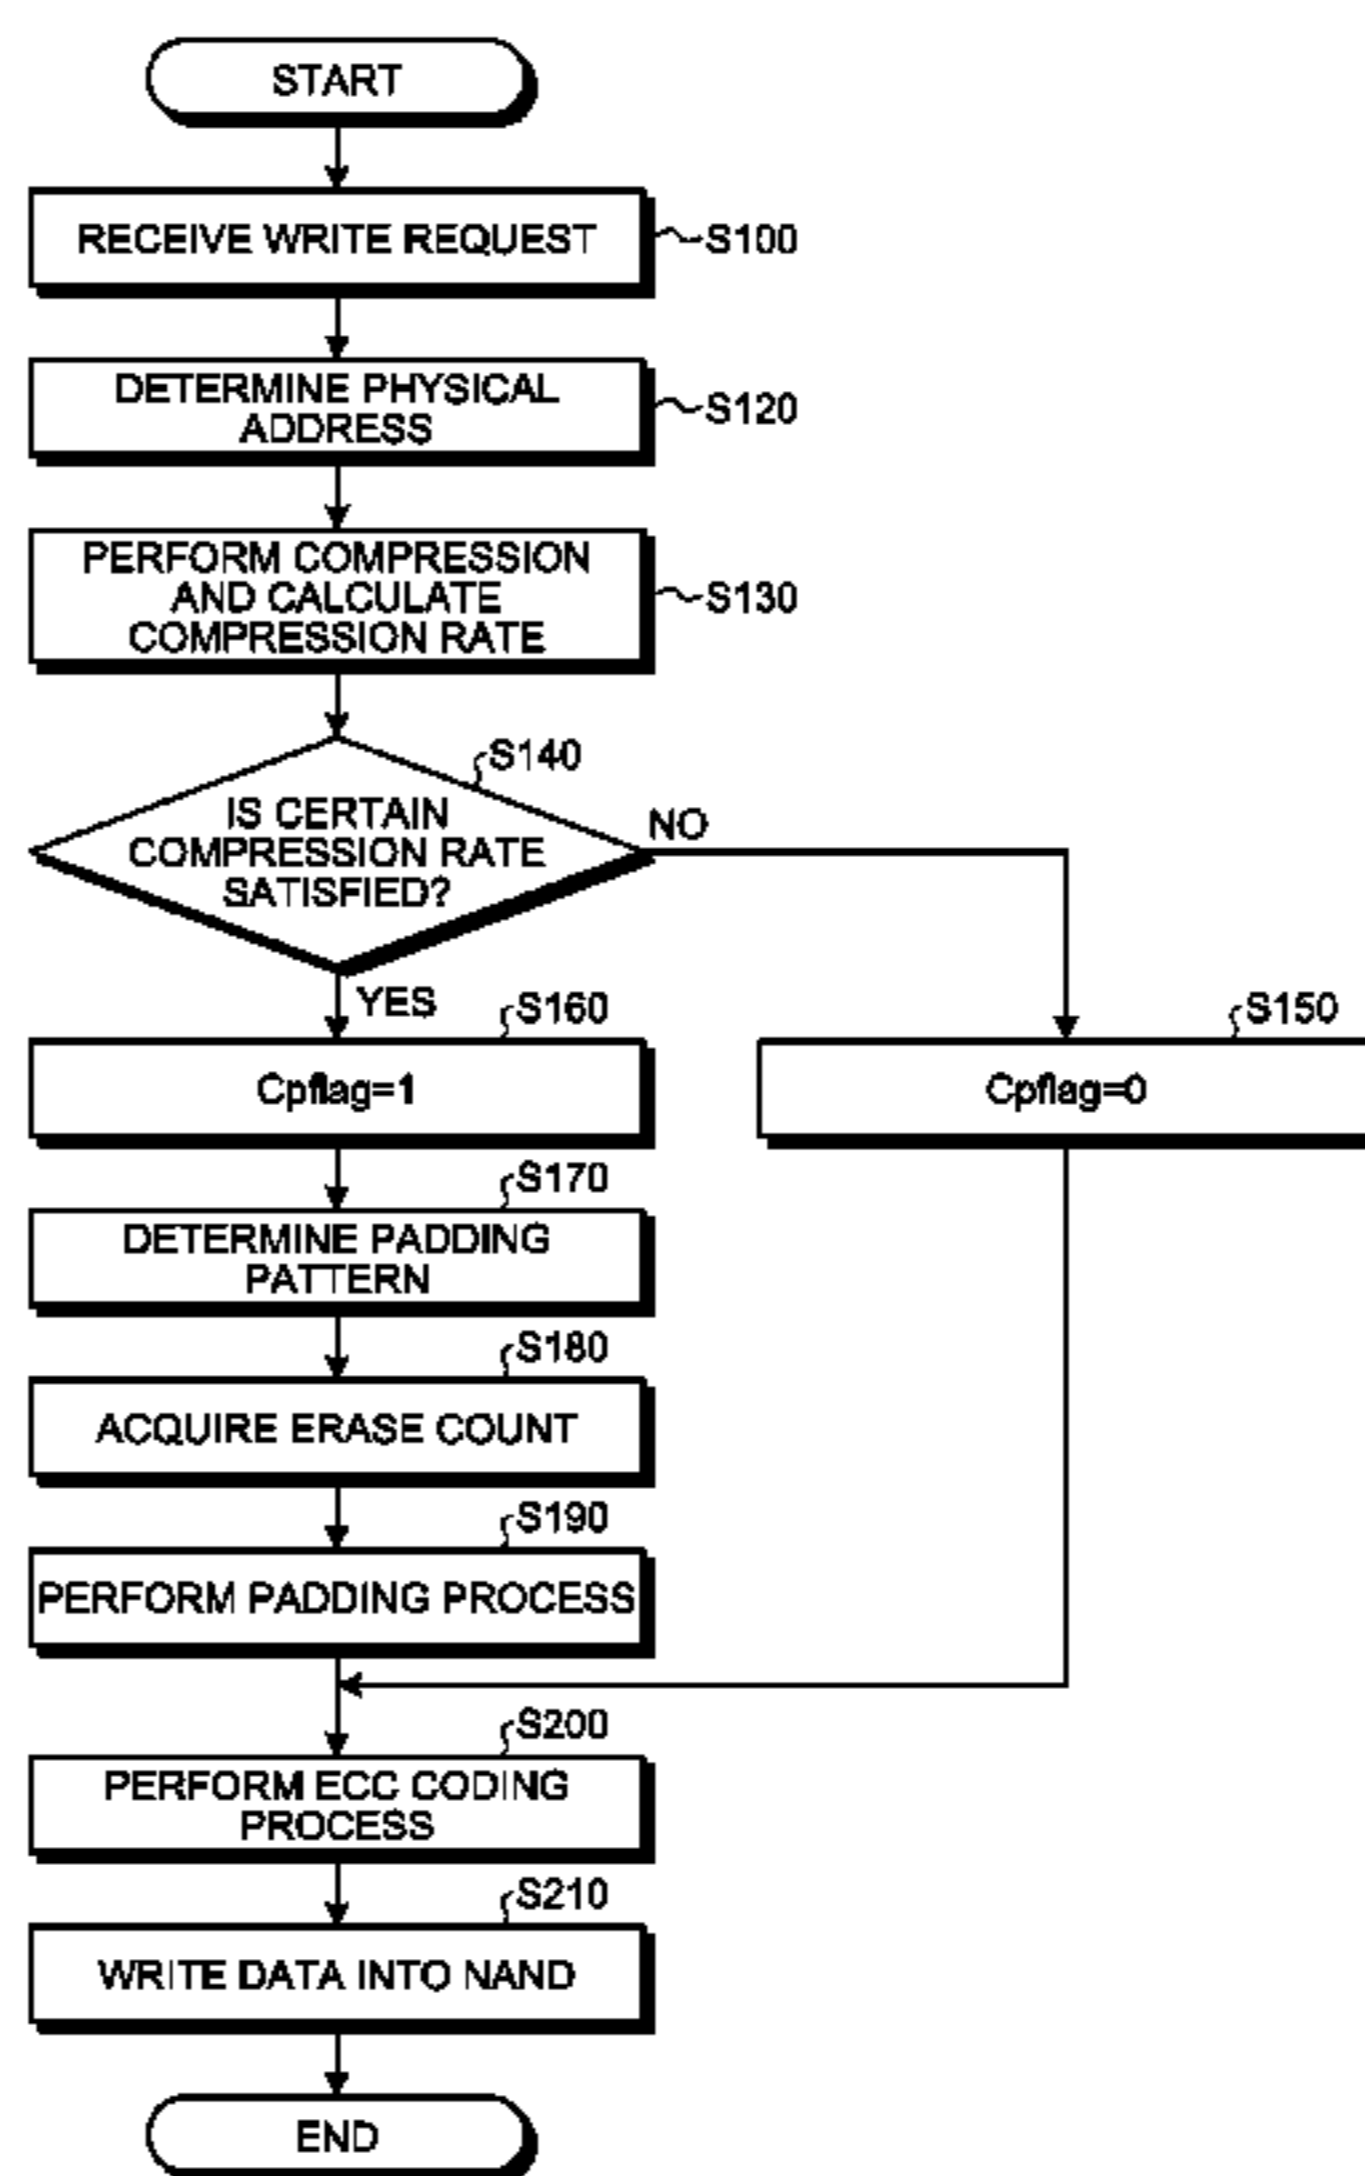 START
RECEIVE WRITE REQUEST
S100
DETERMINE PHYSICAL
ADDRESS
S120
PERFORM COMPRESSION
AND CALCULATE
COMPRESSION RATE
S130
S140
IS CERTAIN
COMPRESSION RATE
SATISFIED?
NO
YES
S160
Cpflag=1
S150
Cpflag=0
S170
DETERMINE PADDING
PATTERN
S180
ACQUIRE ERASE COUNT
S190
PERFORM PADDING PROCESS
S200
PERFORM ECC CODING
PROCESS
S210
WRITE DATA INTO NAND
END